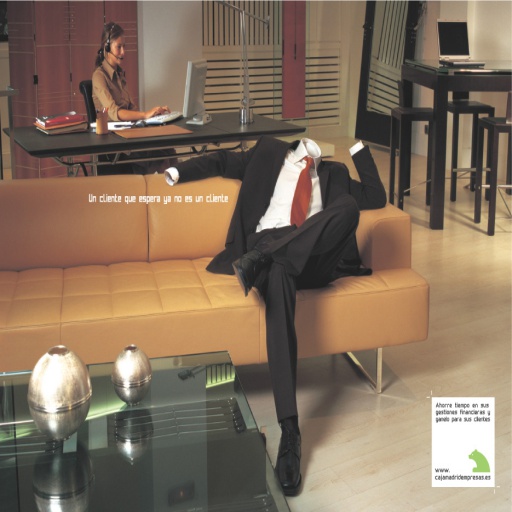 Un cliente que espera ya no es un cliente
Ahorre tiempo en sus
gestiones financiaras y
ganelo para sus clientes
www.
cajamadridempresas.es